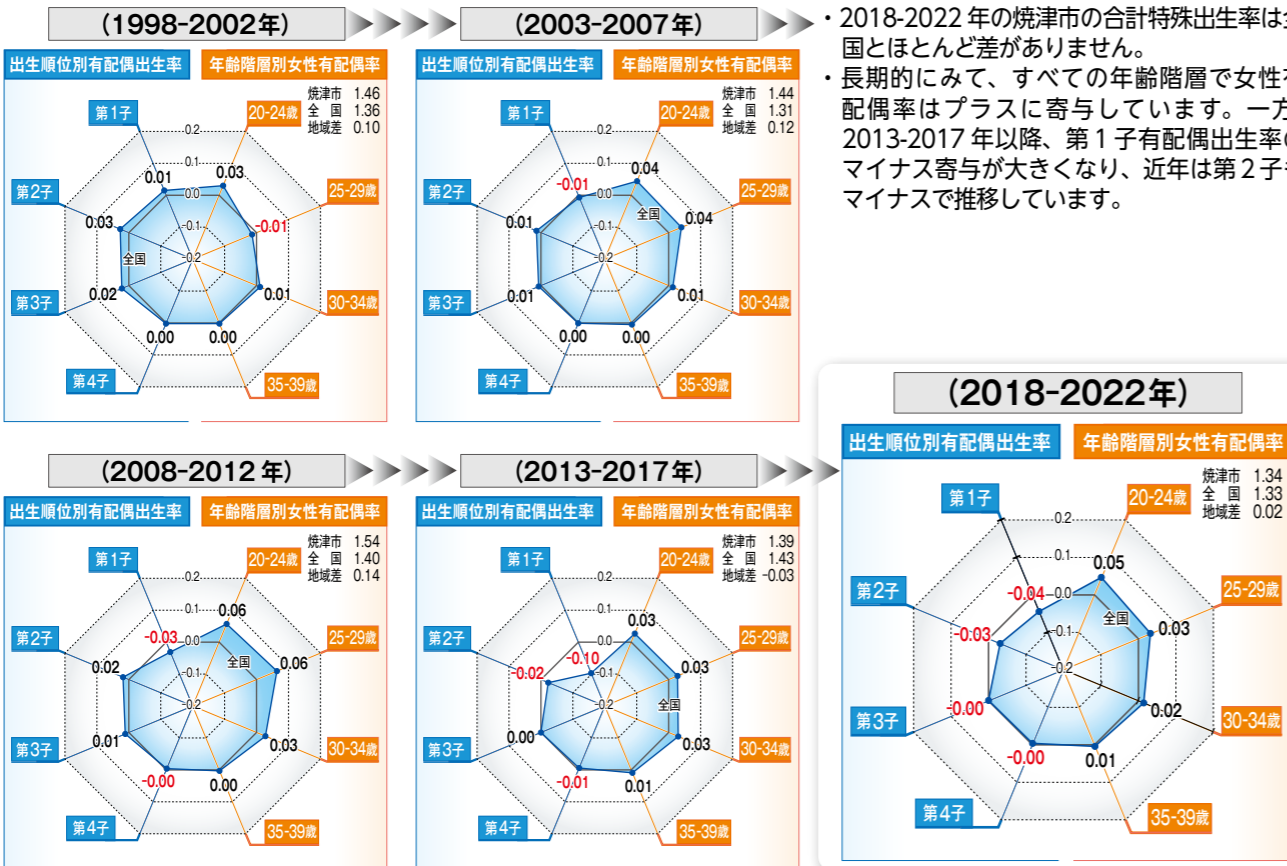 (1998-2002年)
出生順位別有配偶出生率
年齢階層別女性有配偶率
焼津市 1.46
全 国 1.36
地域差 0.10
第1子
20-24歳
第2子
25-29歳
第3子
30-34歳
第4子
35-39歳
0.2
0.1
0.0
-0.1
-0.2
全国
0.01
0.03
0.03
-0.01
0.02
0.01
0.00
0.00
(2003-2007年)
出生順位別有配偶出生率
年齢階層別女性有配偶率
焼津市 1.44
全 国 1.31
地域差 0.12
第1子
20-24歳
第2子
25-29歳
第3子
30-34歳
第4子
35-39歳
0.2
0.1
0.0
-0.1
-0.2
全国
-0.01
0.04
0.01
0.04
0.01
0.01
0.00
0.00
・2018-2022 年の焼津市の合計特殊出生率は
国とほとんど差がありません。
・長期的にみて、すべての年齢階層で女性
配偶率はプラスに寄与しています。一方
2013-2017 年以降、第1子有配偶出生率
マイナス寄与が大きくなり、近年は第2子
マイナスで推移しています。
(2008-2012 年)
出生順位別有配偶出生率
年齢階層別女性有配偶率
焼津市 1.54
全 国 1.40
地域差 0.14
第1子
20-24歳
第2子
25-29歳
第3子
30-34歳
第4子
35-39歳
0.2
0.1
0.0
-0.1
-0.2
全国
-0.03
0.06
0.02
0.06
0.01
0.03
-0.00
0.00
(2013-2017年)
出生順位別有配偶出生率
年齢階層別女性有配偶率
焼津市 1.39
全 国 1.43
地域差 -0.03
第1子
20-24歳
第2子
25-29歳
第3子
30-34歳
第4子
35-39歳
0.2
0.1
0.0
-0.1
-0.2
全国
-0.10
0.03
-0.02
0.03
0.00
0.03
-0.01
0.01
(2018-2022年)
出生順位別有配偶出生率
年齢階層別女性有配偶率
焼津市 1.34
全 国 1.33
地域差 0.02
第1子
20-24歳
第2子
25-29歳
第3子
30-34歳
第4子
35-39歳
0.2
0.1
0.0
-0.1
-0.2
全国
-0.04
0.05
-0.03
0.03
-0.00
0.02
-0.00
0.01